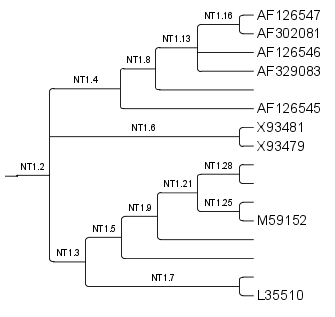 NT1.16
AF126547
AF302081
NT1.13
AF126546
NT1.8
AF329083
NT1.4
AF126545
NT1.6
X93481
X93479
NT1.2
NT1.28
NT1.21
NT1.25
NT1.9
M59152
NT1.5
NT1.3
NT1.7
L35510